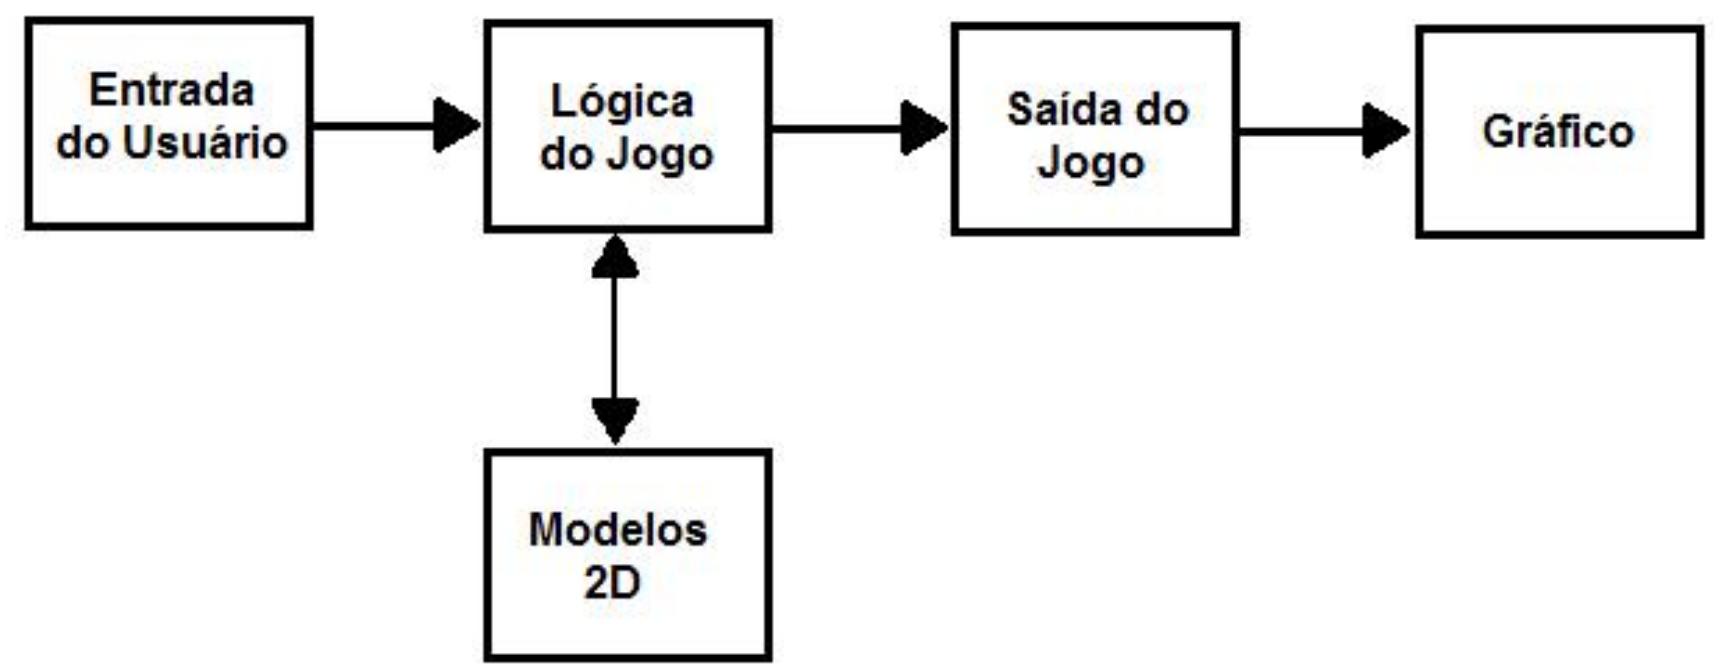 Entrada
do Usuário
Lógica
do Jogo
Saída do
Jogo
Gráfico
Modelos
2D